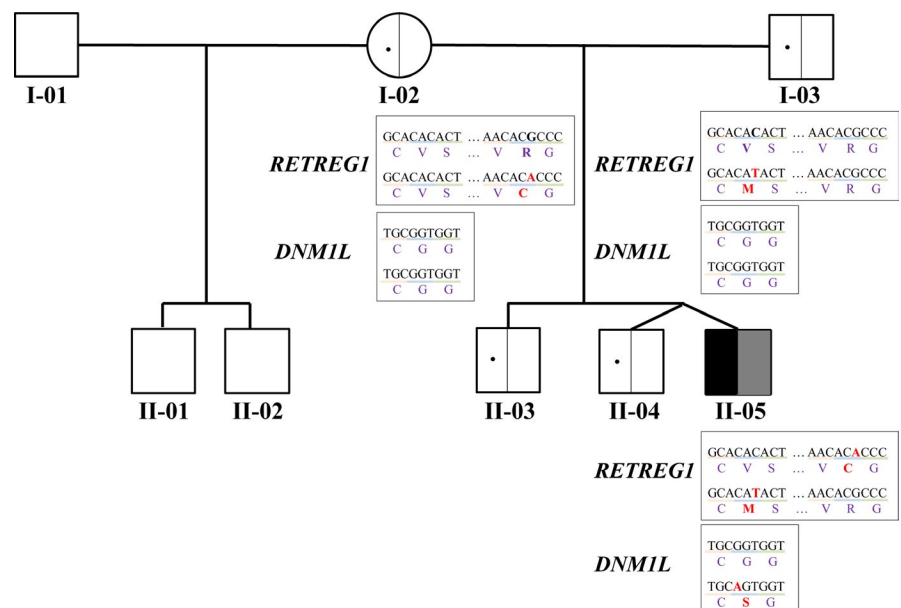 I-01
I-02
I-03
RETREG1
GCACACACT ...AACACGCCC
C V S ... V R G
GCACACACT ...AACACACCC
C V S ... V C G
DNM1L
TGCGGTGGT
C G G
TGCGGTGGT
C G G
RETREG1
GCACACACT ...AACACGCCC
C V S ... V R G
GCACATACT ...AACACGCCC
C M S ... V R G
DNM1L
TGCGGTGGT
C G G
TGCGGTGGT
C G G
II-01
II-02
II-03
II-04
II-05
RETREG1
GCACACACT ...AACACACCC
C V S ... V C G
GCACATACT ...AACACGCCC
C M S ... V R G
DNM1L
TGCGGTGGT
C G G
TGCAGTGGT
C S G